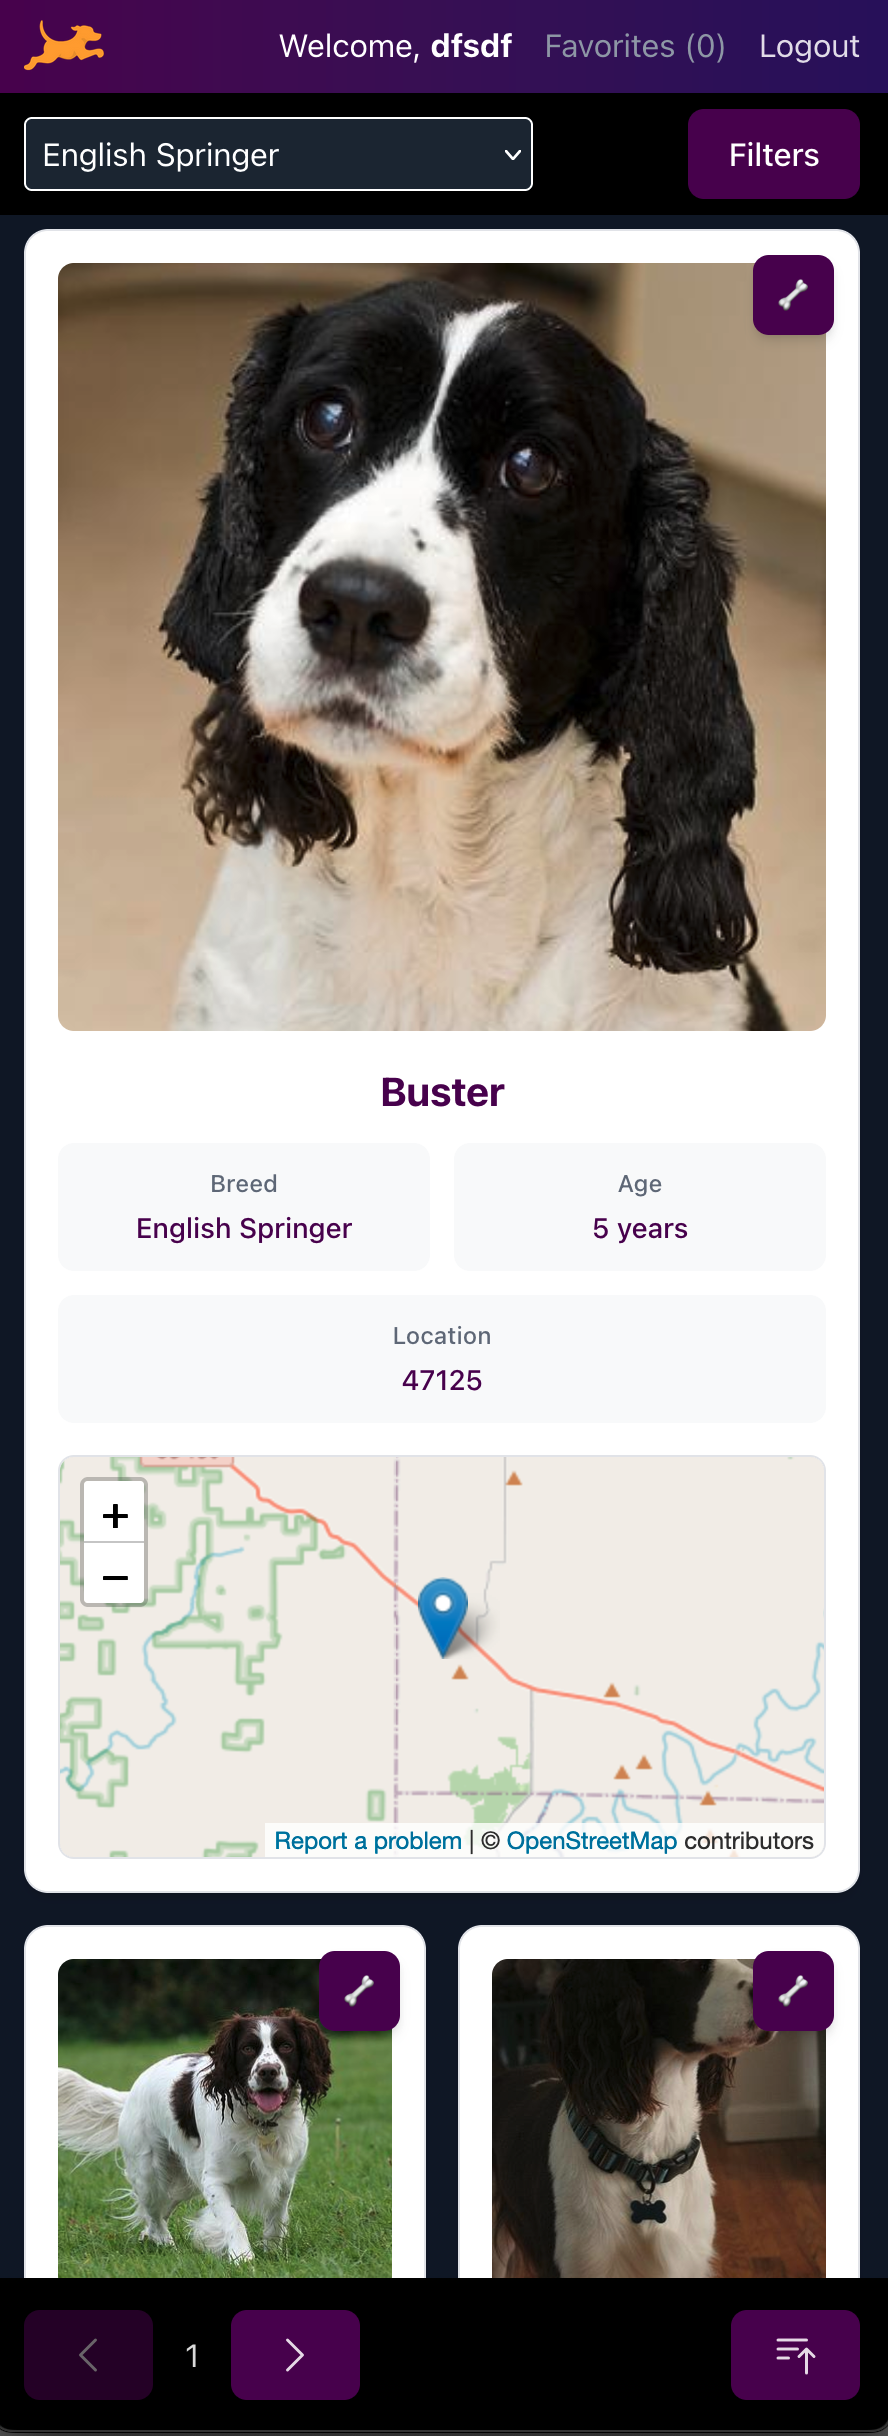 Welcome, dfsdf Favorites (0) Logout
English Springer
Filters
Buster
Breed
English Springer
Age
5 years
Location
47125
+
−
Report a problem | © OpenStreetMap contributors
1